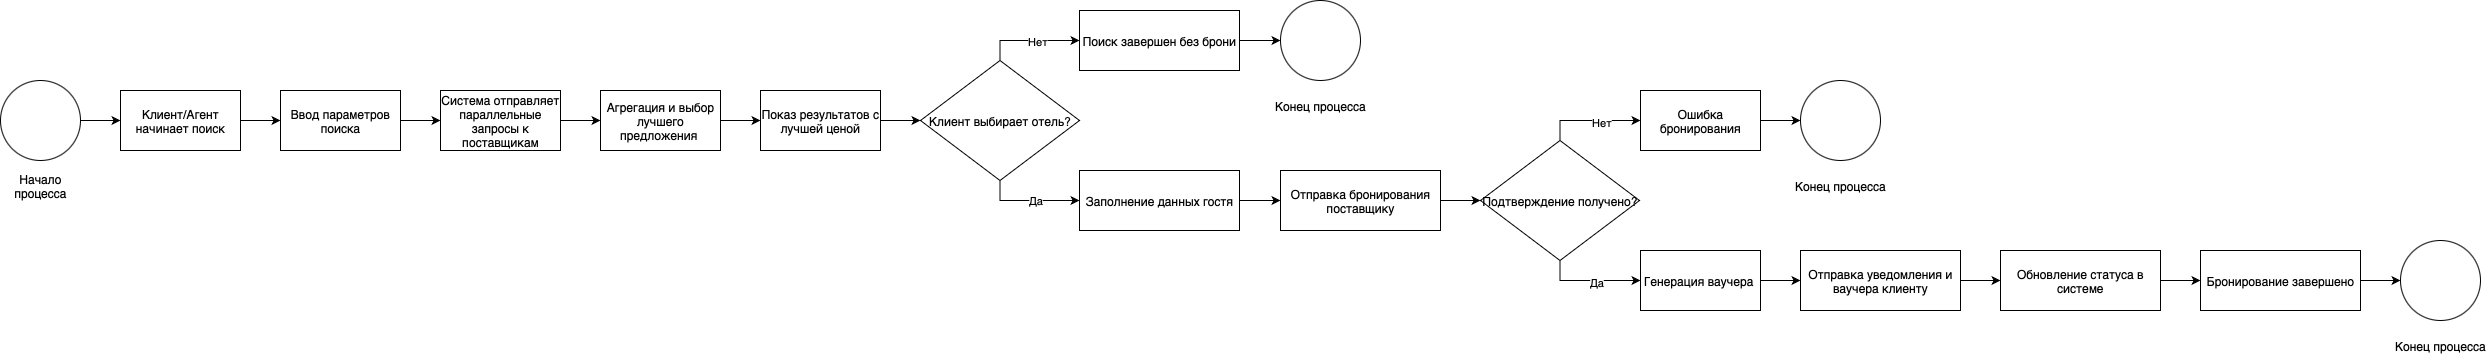 Начало
процесса
Клиент/Агент
начинает поиск
Ввод параметров
поиска
Система отправляет
параллельные
запросы к
поставщикам
Агрегация и выбор
лучшего
предложения
Показ результатов с
лучшей ценой
Клиент выбирает отель?
Нет
Поиск завершен без брони
Конец процесса
Да
Заполнение данных гостя
Отправка бронирования
поставщику
Подтверждение получено?
Нет
Ошибка
бронирования
Конец процесса
Да
Генерация ваучера
Отправка уведомления и
ваучера клиенту
Обновление статуса в
системе
Бронирование завершено
Конец процесса